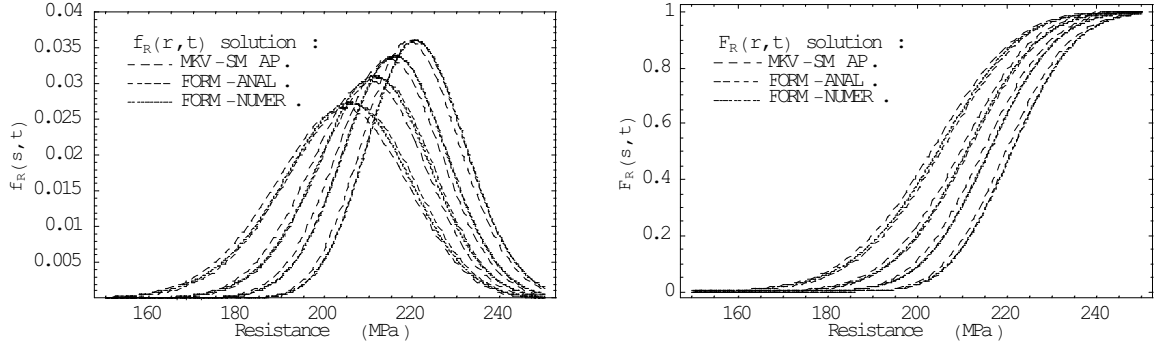 0.04
0.035
0.03
0.025
0.02
0.015
0.01
0.005
f_R(s,t)
f_R(r,t) solution :
MKV-SM AP.
FORM-ANAL.
FORM-NUMER.
160 180 200 220 240
Resistance (MPa)
1
0.8
0.6
0.4
0.2
0
F_R(s,t)
F_R(r,t) solution :
MKV-SM AP.
FORM-ANAL.
FORM-NUMER.
160 180 200 220 240
Resistance (MPa)